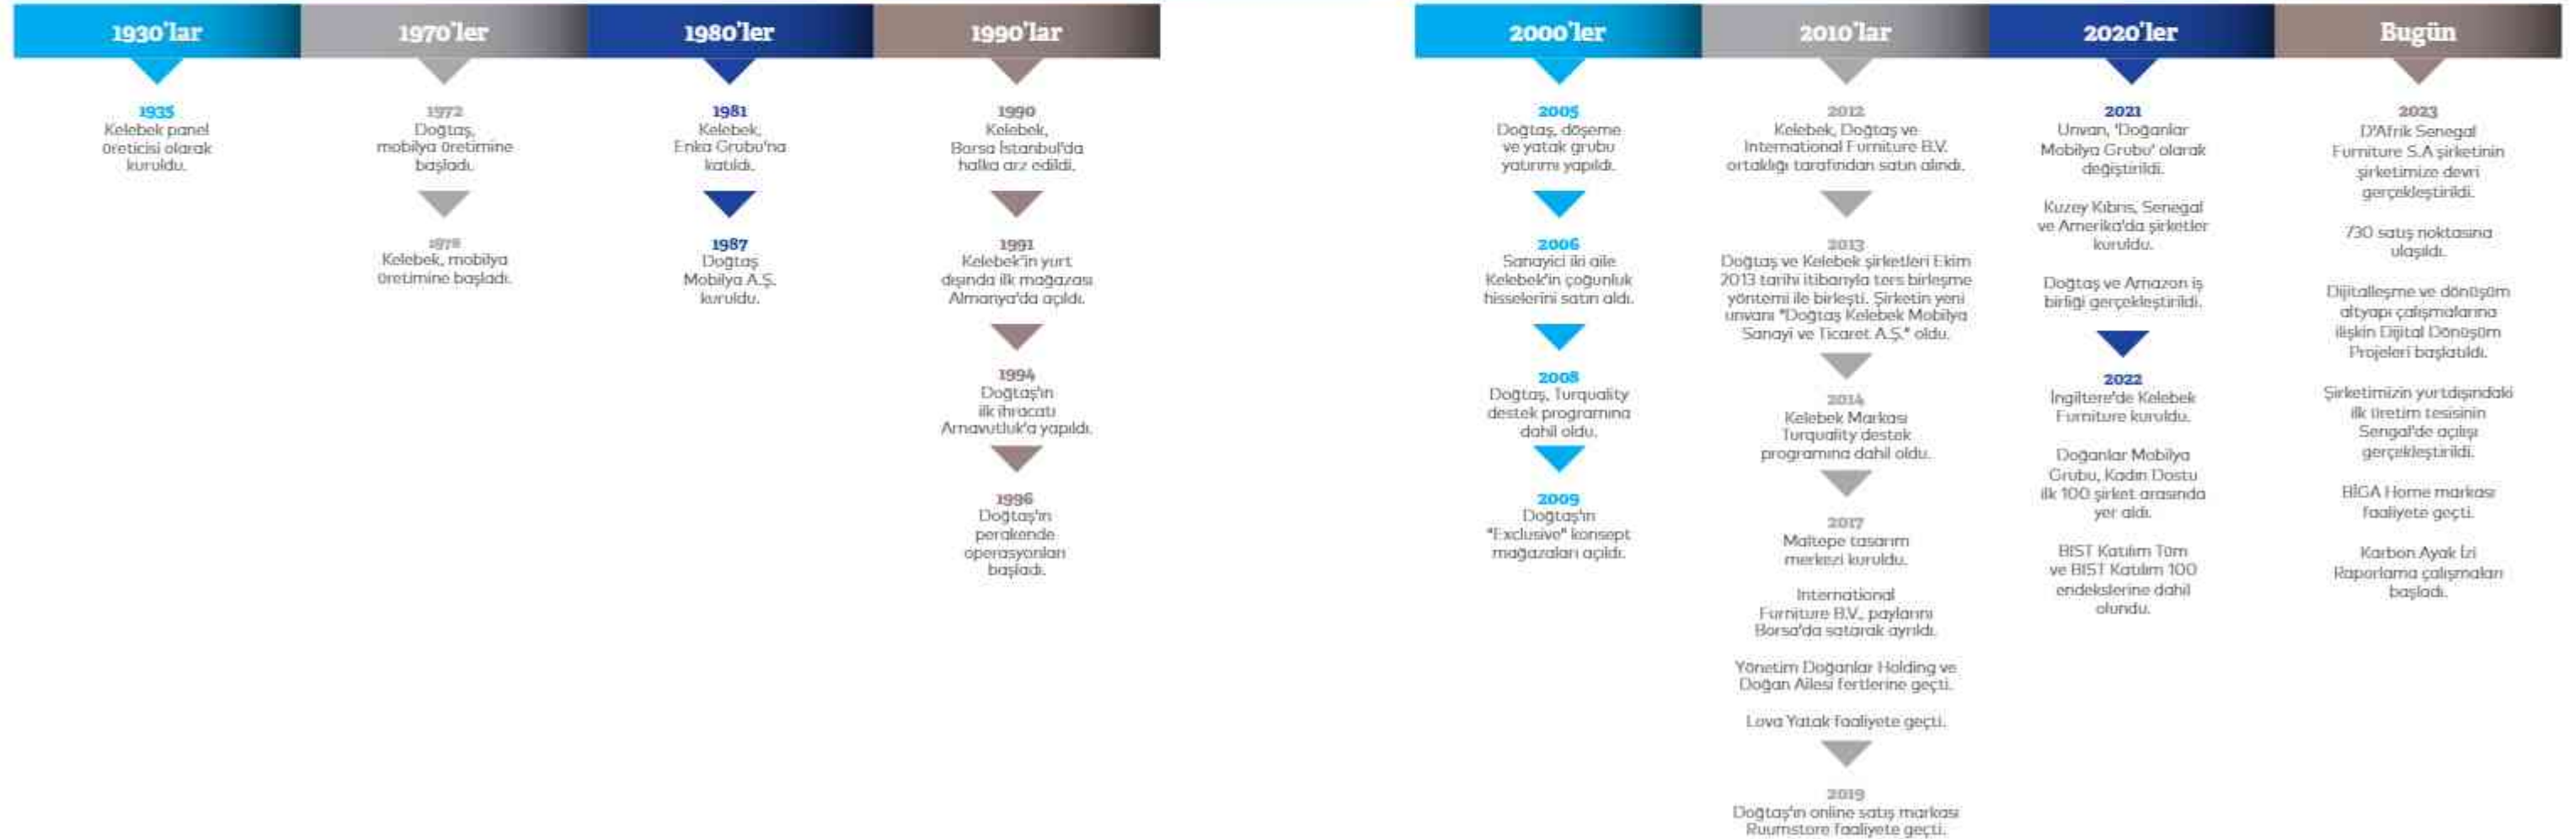 1930'lar
1935
Kelebek panel
üreticisi olarak
kuruldu.
1970'ler
1972
Doğtaş,
mobilya üretimine
başladı.
1978
Kelebek, mobilya
üretimine başladı.
1980'ler
1981
Kelebek,
Enka Grubu'na
katıldı.
1987
Doğtaş
Mobilya A.Ş.
kuruldu.
1990'lar
1990
Kelebek,
Borsa İstanbul'da
halka arz edildi.
1991
Kelebek'in yurt
dışında ilk mağazası
Almanya'da açıldı.
1994
Doğtaş'ın
ilk ihracatı
Arnavutluk'a yapıldı.
1996
Doğtaş'ın
perakende
operasyonları
başladı.
2000'ler
2005
Doğtaş, döşeme
ve yatak grubu
yatırımı yapıldı.
2006
Sanayici iki aile
Kelebek'in çoğunluk
hisselerini satın aldı.
2008
Doğtaş, Turquality
destek programına
dahil oldu.
2009
Doğtaş'ın
"Exclusive" konsept
mağazaları açıldı.
2010'lar
2012
Kelebek, Doğtaş ve
International Furniture B.V.
ortaklığı tarafından satın alındı.
2013
Doğtaş ve Kelebek şirketleri Ekim
2013 tarihi itibarıyla ters birleşme
yöntemi ile birleşti. Şirketin yeni
unvanı "Doğtaş Kelebek Mobilya
Sanayi ve Ticaret A.Ş." oldu.
2014
Kelebek Markası
Turquality destek
programına dahil oldu.
2017
Maltepe tasarım
merkezi kuruldu.
International
Furniture B.V., paylarını
Borsa'da satarak ayrıldı.
Yönetim Doğanlar Holding ve
Doğan Ailesi fertlerine geçti.
Lova Yatak faaliyete geçti.
2019
Doğtaş'ın online satış markası
Ruumstore faaliyete geçti.
2020'ler
2021
Unvan, 'Doğanlar
Mobilya Grubu' olarak
değiştirildi.
Kuzey Kıbrıs, Senegal
ve Amerika'da şirketler
kuruldu.
Doğtaş ve Amazon iş
birliği gerçekleştirildi.
2022
İngiltere'de Kelebek
Furniture kuruldu.
Doğanlar Mobilya
Grubu, Kadın Dostu
ilk 100 şirket arasında
yer aldı.
BIST Katılım Tüm
ve BIST Katılım 100
endekslerine dahil
olundu.
Bugün
2023
D'Afrik Senegal
Furniture S.A şirketinin
şirketimize devri
gerçekleştirildi.
730 satış noktasına
ulaşıldı.
Dijitalleşme ve dönüşüm
altyapı çalışmalarına
ilişkin Dijital Dönüşüm
Projeleri başlatıldı.
Şirketimizin yurtdışındaki
ilk üretim tesisinin
Sengal'de açılışı
gerçekleştirildi.
BİGA Home markası
faaliyete geçti.
Karbon Ayak İzi
Raporlama çalışmaları
başladı.